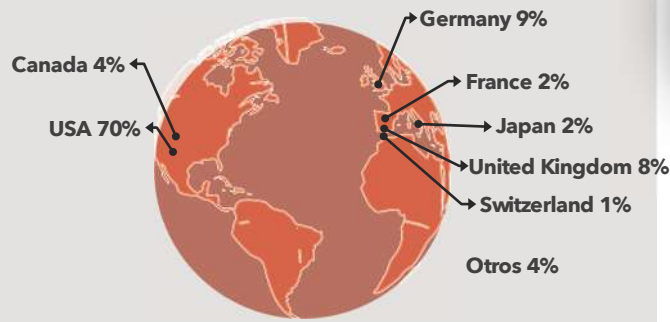 Germany 9%
Canada 4%
France 2%
USA 70%
Japan 2%
United Kingdom 8%
Switzerland 1%
Otros 4%